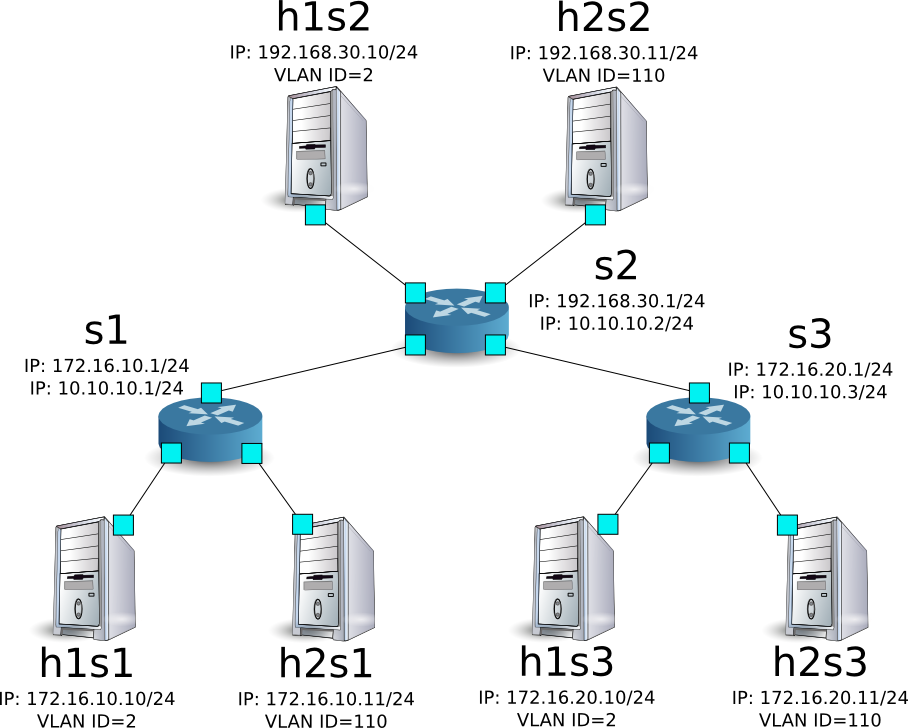 h1s2
IP: 192.168.30.10/24
VLAN ID=2
h2s2
IP: 192.168.30.11/24
VLAN ID=110
s2
IP: 192.168.30.1/24
IP: 10.10.10.2/24
s1
IP: 172.16.10.1/24
IP: 10.10.10.1/24
s3
IP: 172.16.20.1/24
IP: 10.10.10.3/24
h1s1
IP: 172.16.10.10/24
VLAN ID=2
h2s1
IP: 172.16.10.11/24
VLAN ID=110
h1s3
IP: 172.16.20.10/24
VLAN ID=2
h2s3
IP: 172.16.20.11/24
VLAN ID=110